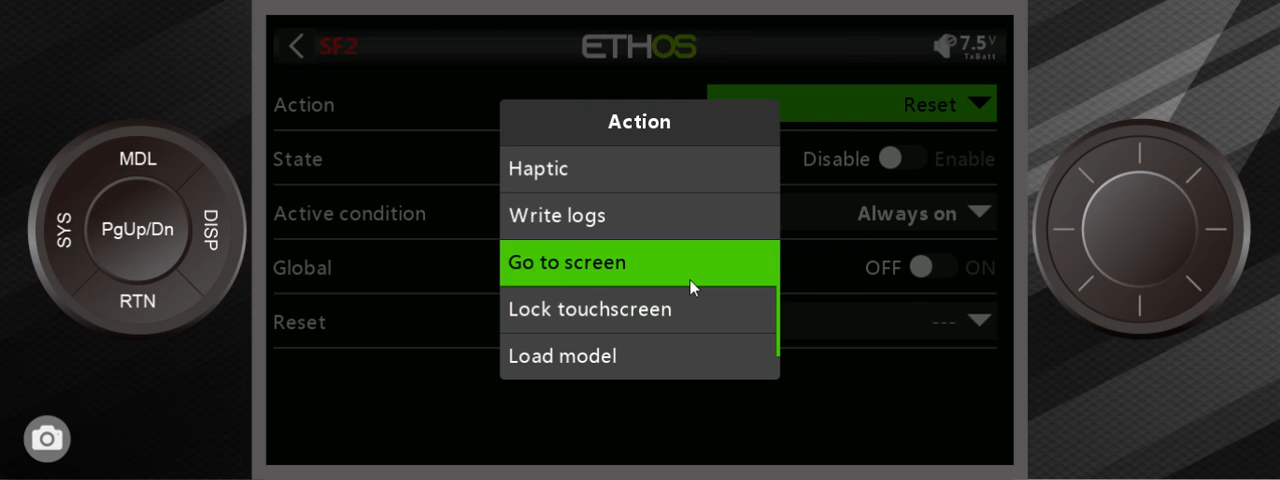 SF2
ETHOS
7.5V
TxBatt
Action
Reset
State
Disable
Enable
Active condition
Always on
Global
OFF
ON
Reset
---
Action
Haptic
Write logs
Go to screen
Lock touchscreen
Load model
MDL
SYS
PgUp/Dn
DISP
RTN